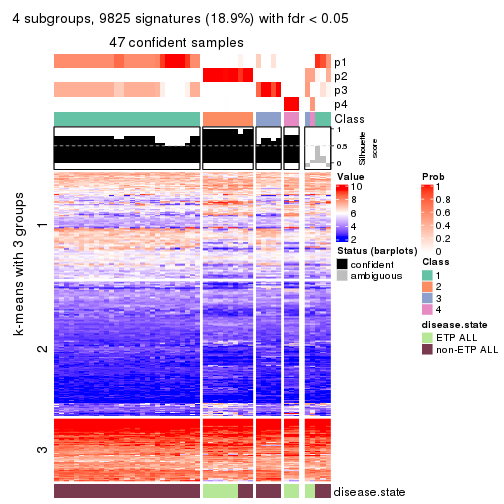 4 subgroups, 9825 signatures (18.9%) with fdr < 0.05
47 confident samples
p1
p2
p3
p4
Class
1
0.5
0
Silhouette
score
k-means with 3 groups
1
2
3
disease.state
Value
10
8
6
4
2
Status (barplots)
confident
ambiguous
Prob
1
0.8
0.6
0.4
0.2
0
Class
1
2
3
4
disease.state
ETP ALL
non-ETP ALL